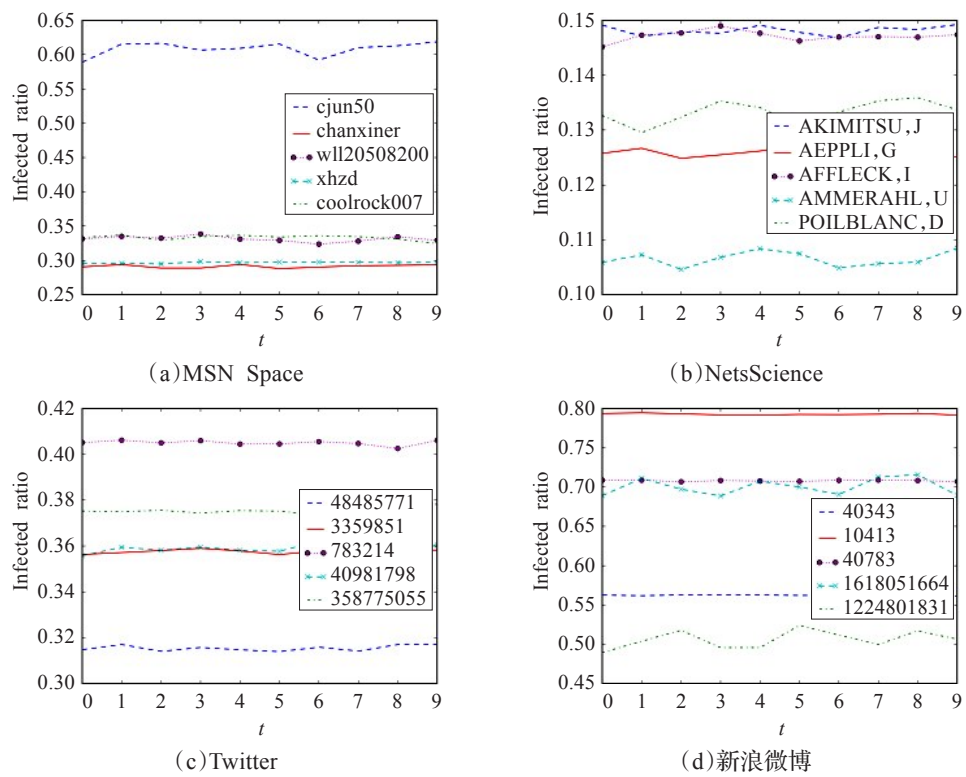 0.65
0.60
0.55
0.50
0.45
0.40
0.35
0.30
0.25
Infected ratio
cjun50
chanxiner
wll20508200
xhzd
coolrock007
0 1 2 3 4 5 6 7 8 9
t
(a)MSN Space
0.15
0.14
0.13
0.12
0.11
0.10
Infected ratio
AKIMITSU,J
AEPPLI,G
AFFLECK,I
AMMERAHL,U
POILBLANC,D
0 1 2 3 4 5 6 7 8 9
t
(b)NetsScience
0.42
0.40
0.38
0.36
0.34
0.32
0.30
Infected ratio
48485771
3359851
783214
40981798
358775055
0 1 2 3 4 5 6 7 8 9
t
(c)Twitter
0.80
0.75
0.70
0.65
0.60
0.55
0.50
0.45
Infected ratio
40343
10413
40783
1618051664
1224801831
0 1 2 3 4 5 6 7 8 9
t
(d)新浪微博